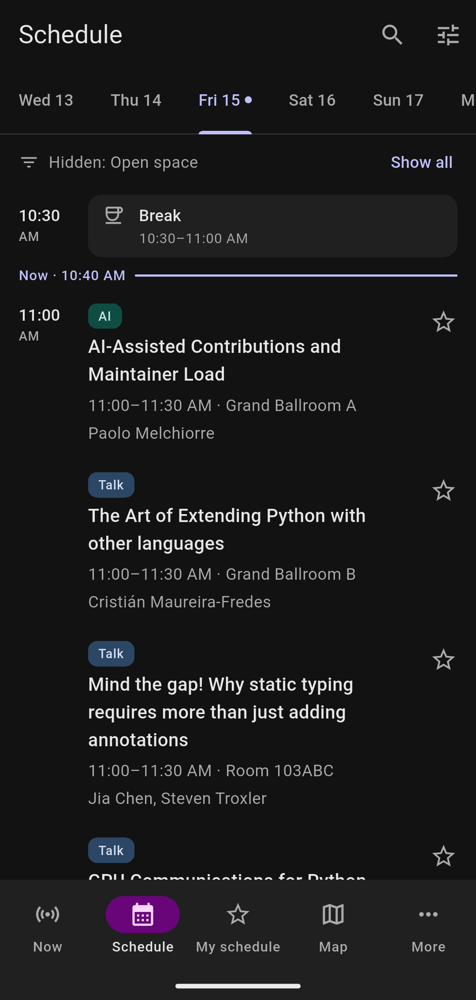 Schedule
Wed 13 Thu 14 Fri 15 Sat 16 Sun 17 M
Hidden: Open space Show all
10:30 AM
Break
10:30–11:00 AM
Now · 10:40 AM
11:00 AM
AI
AI-Assisted Contributions and
Maintainer Load
11:00–11:30 AM · Grand Ballroom A
Paolo Melchiorre
Talk
The Art of Extending Python with
other languages
11:00–11:30 AM · Grand Ballroom B
Cristián Maureira-Fredes
Talk
Mind the gap! Why static typing
requires more than just adding
annotations
11:00–11:30 AM · Room 103ABC
Jia Chen, Steven Troxler
Talk
GPU Communications for Python
Now Schedule My schedule Map More